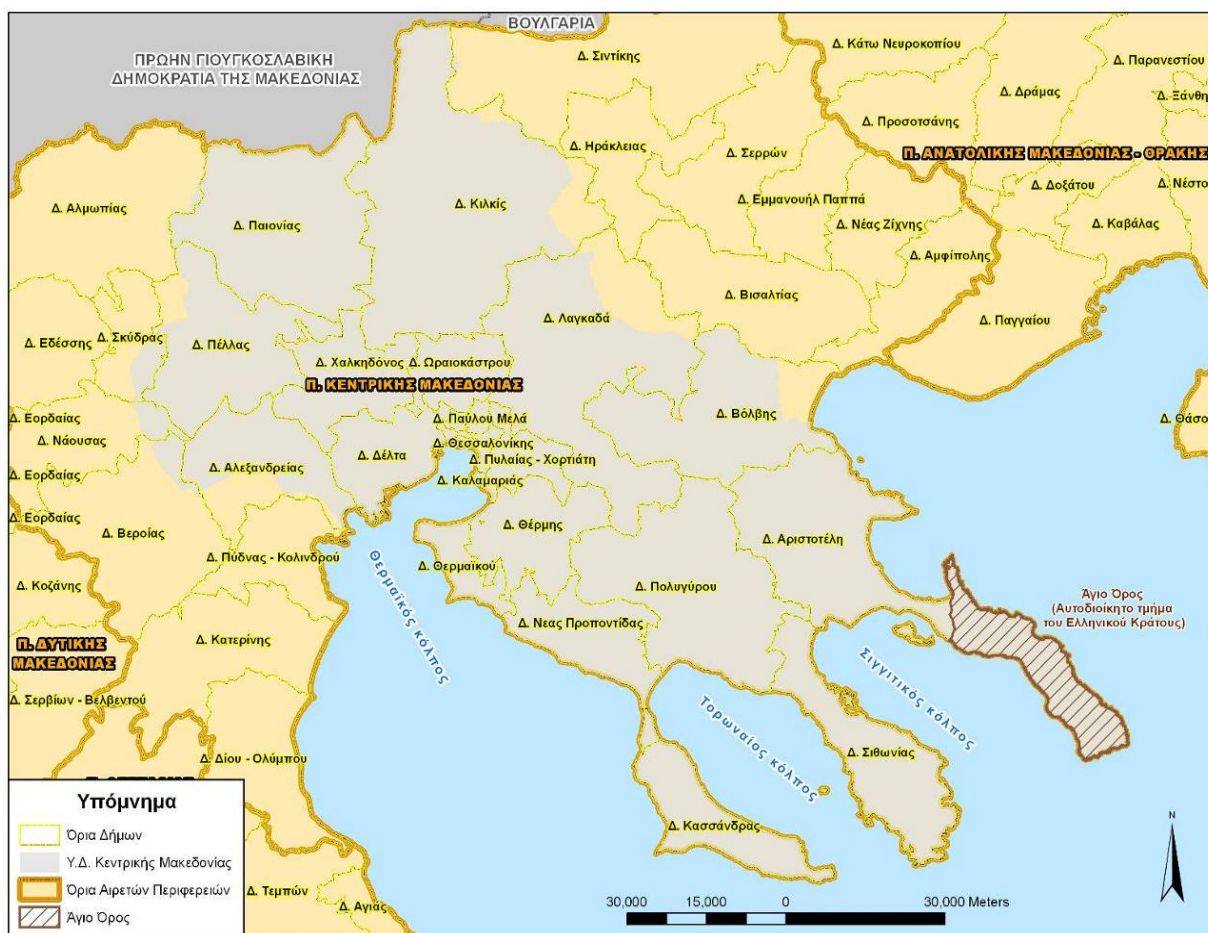 ΒΟΥΛΓΑΡΙΑ
ΠΡΩΗΝ ΓΙΟΥΓΚΟΣΛΑΒΙΚΗ
ΔΗΜΟΚΡΑΤΙΑ ΤΗΣ ΜΑΚΕΔΟΝΙΑΣ
Δ. Σιντικής
Δ. Κάτω Νευροκοπίου
Δ. Παρανεστίου
Δ. Δράμας
Δ. Ξάνθη
Δ. Προσοτσάνης
Δ. Ηράκλειας
Δ. Σερρών
Π. ΑΝΑΤΟΛΙΚΗΣ ΜΑΚΕΔΟΝΙΑΣ - ΘΡΑΚΗΣ
Δ. Δοξάτου
Δ. Νέστο
Δ. Αλμωπίας
Δ. Κιλκίς
Δ. Εμμανουήλ Παππά
Δ. Παιονίας
Δ. Νέας Ζίχνης
Δ. Καβάλας
Δ. Αμφίπολης
Δ. Βισαλτίας
Δ. Λαγκαδά
Δ. Παγγαίου
Δ. Σκύδρας
Δ. Εδέσσης
Δ. Πέλλας
Δ. Χαλκηδόνος
Δ. Ωραιοκάστρου
Π. ΚΕΝΤΡΙΚΗΣ ΜΑΚΕΔΟΝΙΑΣ
Δ. Εορδαίας
Δ. Παύλου Μελά
Δ. Βόλβης
Δ. Θάσο
Δ. Νάουσας
Δ. Θεσσαλονίκης
Δ. Δέλτα
Δ. Πυλαίας - Χορτιάτη
Δ. Αλεξανδρείας
Δ. Εορδαίας
Δ. Καλαμαριάς
Δ. Εορδαίας
Δ. Βεροίας
Δ. Θέρμης
Δ. Αριστοτέλη
Δ. Πύδνας - Κολινδρού
Δ. Θερμαϊκού
Θερμαϊκός κόλπος
Δ. Κοζάνης
Δ. Πολυγύρου
Άγιο Όρος
(Αυτοδιοίκητο τμήμα
του Ελληνικού Κράτους)
Δ. Νεας Προποντίδας
Δ. Κατερίνης
Π. ΔΥΤΙΚΗΣ
ΜΑΚΕΔΟΝΙΑΣ
Σιγγιτικός κόλπος
Δ. Σερβίων - Βελβεντού
Τορωναίος κόλπος
Δ. Σιθωνίας
Δ. Δίου - Ολύμπου
Δ. Κασσάνδρας
Υπόμνημα
Όρια Δήμων
Υ.Δ. Κεντρικής Μακεδονίας
Όρια Αιρετών Περιφερειών
Άγιο Όρος
Δ. Τεμπών
Δ. Αγιάς
N
30,000 15,000 0 30,000 Meters